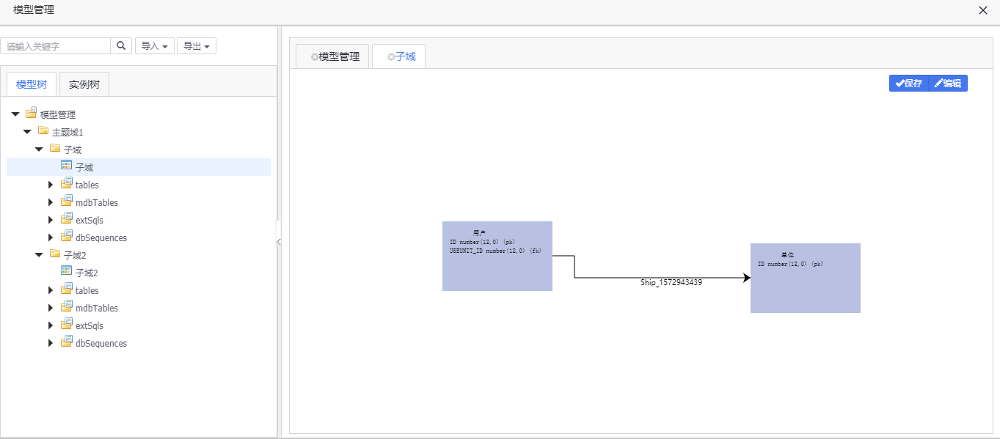 模型管理
请输入关键字
导入
导出
模型树
实例树
模型管理
主题域1
子域
子域
tables
mdbTables
extSqls
dbSequences
子域2
子域2
tables
mdbTables
extSqls
dbSequences
模型管理
子域
保存
编辑
用户
ID number(12,0) (pk)
USEUNIT_ID number(12,0) (fk)
Ship_1572943439
单位
ID number(12,0) (pk)